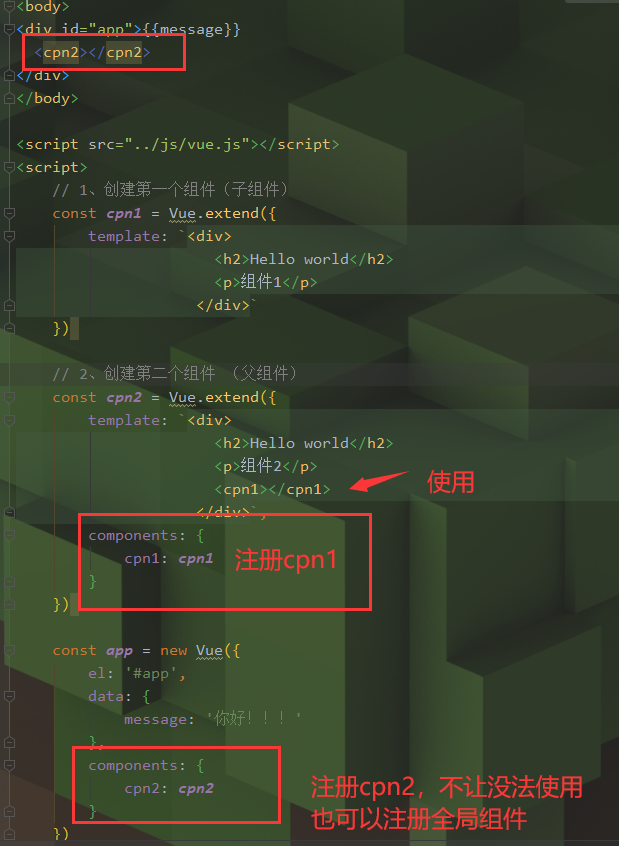 <body>
<div id="app">{{message}}
<cpn2></cpn2>
</div>
</body>
<script src="../js/vue.js"></script>
<script>
// 1、创建第一个组件（子组件）
const cpn1 = Vue.extend({
template: `<div>
<h2>Hello world</h2>
<p>组件1</p>
</div>`
})
// 2、创建第二个组件 （父组件）
const cpn2 = Vue.extend({
template: `<div>
<h2>Hello world</h2>
<p>组件2</p>
<cpn1></cpn1>
使用
</div>`,
components: {
cpn1: cpn1
注册cpn1
}
})
const app = new Vue({
el: '#app',
data: {
message: '你好！！！'
},
components: {
cpn2: cpn2
注册cpn2，不让没法使用
也可以注册全局组件
}
})